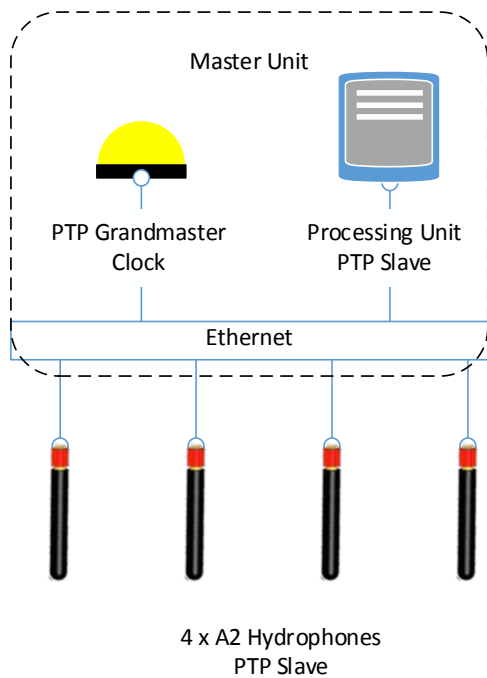 Master Unit
PTP Grandmaster
Clock
Processing Unit
PTP Slave
Ethernet
4 x A2 Hydrophones
PTP Slave